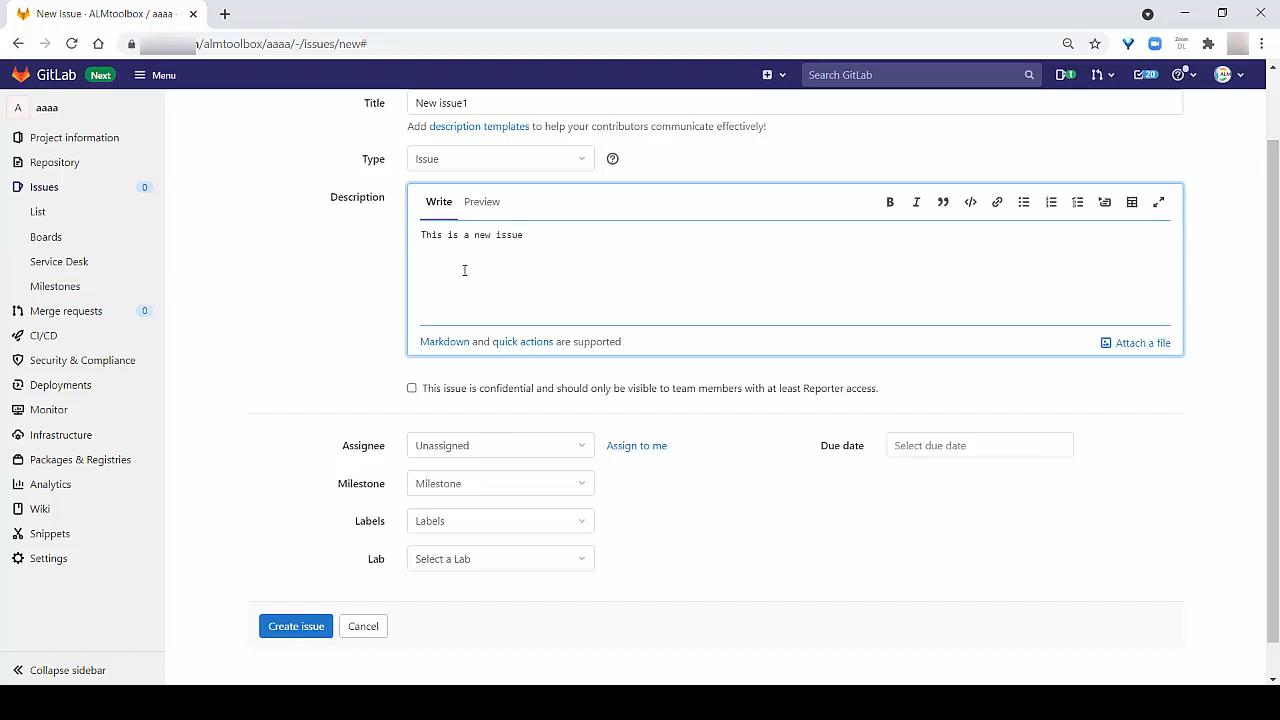 New Issue · ALMtoolbox / aaaa ·
/almtoolbox/aaaa/-/issues/new#
Zoom
DL
GitLab Next Menu Search GitLab 1 20 ALM
A aaaa
Project information
Repository
Issues 0
List
Boards
Service Desk
Milestones
Merge requests 0
CI/CD
Security & Compliance
Deployments
Monitor
Infrastructure
Packages & Registries
Analytics
Wiki
Snippets
Settings
Collapse sidebar
Title New issue1
Add description templates to help your contributors communicate effectively!
Type Issue
Description Write Preview
This is a new issue
Markdown and quick actions are supported Attach a file
This issue is confidential and should only be visible to team members with at least Reporter access.
Assignee Unassigned Assign to me Due date Select due date
Milestone Milestone
Labels Labels
Lab Select a Lab
Create issue Cancel